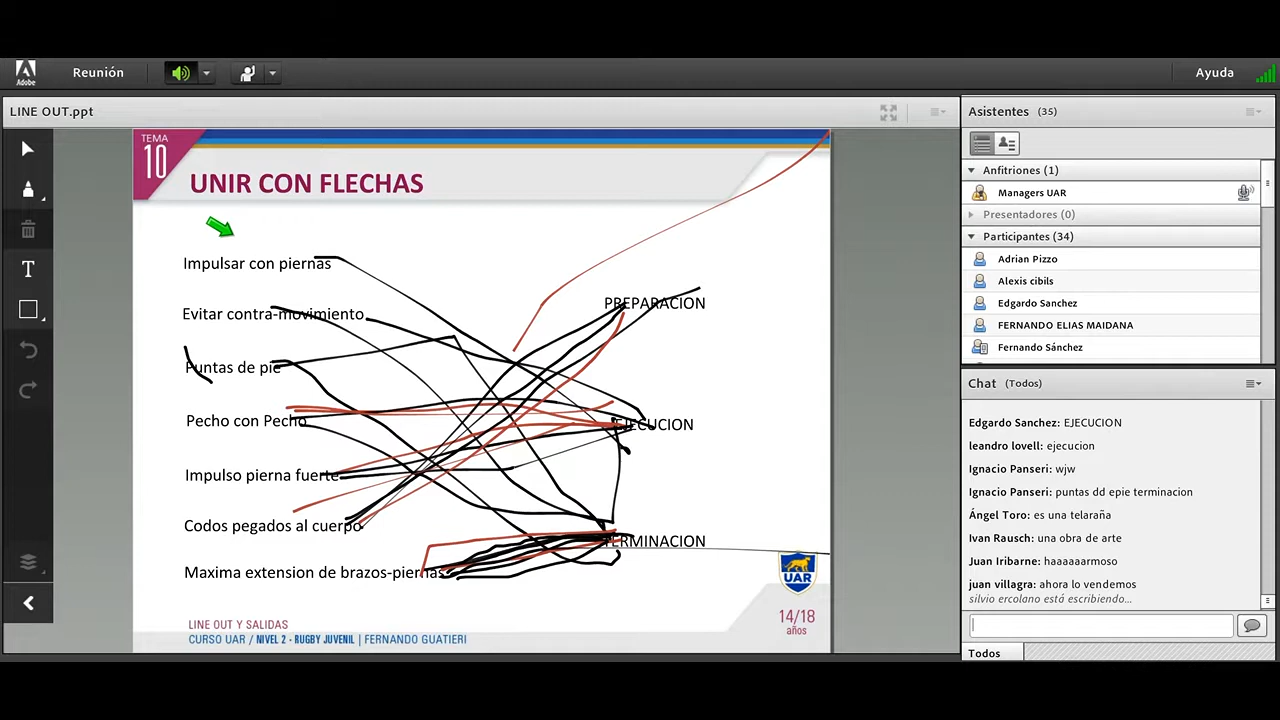 Adobe
Reunión
Ayuda
LINE OUT.ppt
TEMA
10
UNIR CON FLECHAS
Impulsar con piernas
Evitar contra-movimiento
Puntas de pie
Pecho con Pecho
Impulso pierna fuerte
Codos pegados al cuerpo
Maxima extension de brazos-piernas
PREPARACION
EJECUCION
TERMINACION
UAR
14/18
años
LINE OUT Y SALIDAS
CURSO UAR / NIVEL 2 - RUGBY JUVENIL | FERNANDO GUATIERI
T
Asistentes (35)
Anfitriones (1)
Managers UAR
Presentadores (0)
Participantes (34)
Adrian Pizzo
Alexis cibils
Edgardo Sanchez
FERNANDO ELIAS MAIDANA
Fernando Sánchez
Chat (Todos)
Edgardo Sanchez: EJECUCION
leandro lovell: ejecucion
Ignacio Panseri: wjw
Ignacio Panseri: puntas dd epie terminacion
Ángel Toro: es una telaraña
Ivan Rausch: una obra de arte
Juan Iribarne: haaaaaarmoso
juan villagra: ahora lo vendemos
silvio ercolano está escribiendo...
Todos